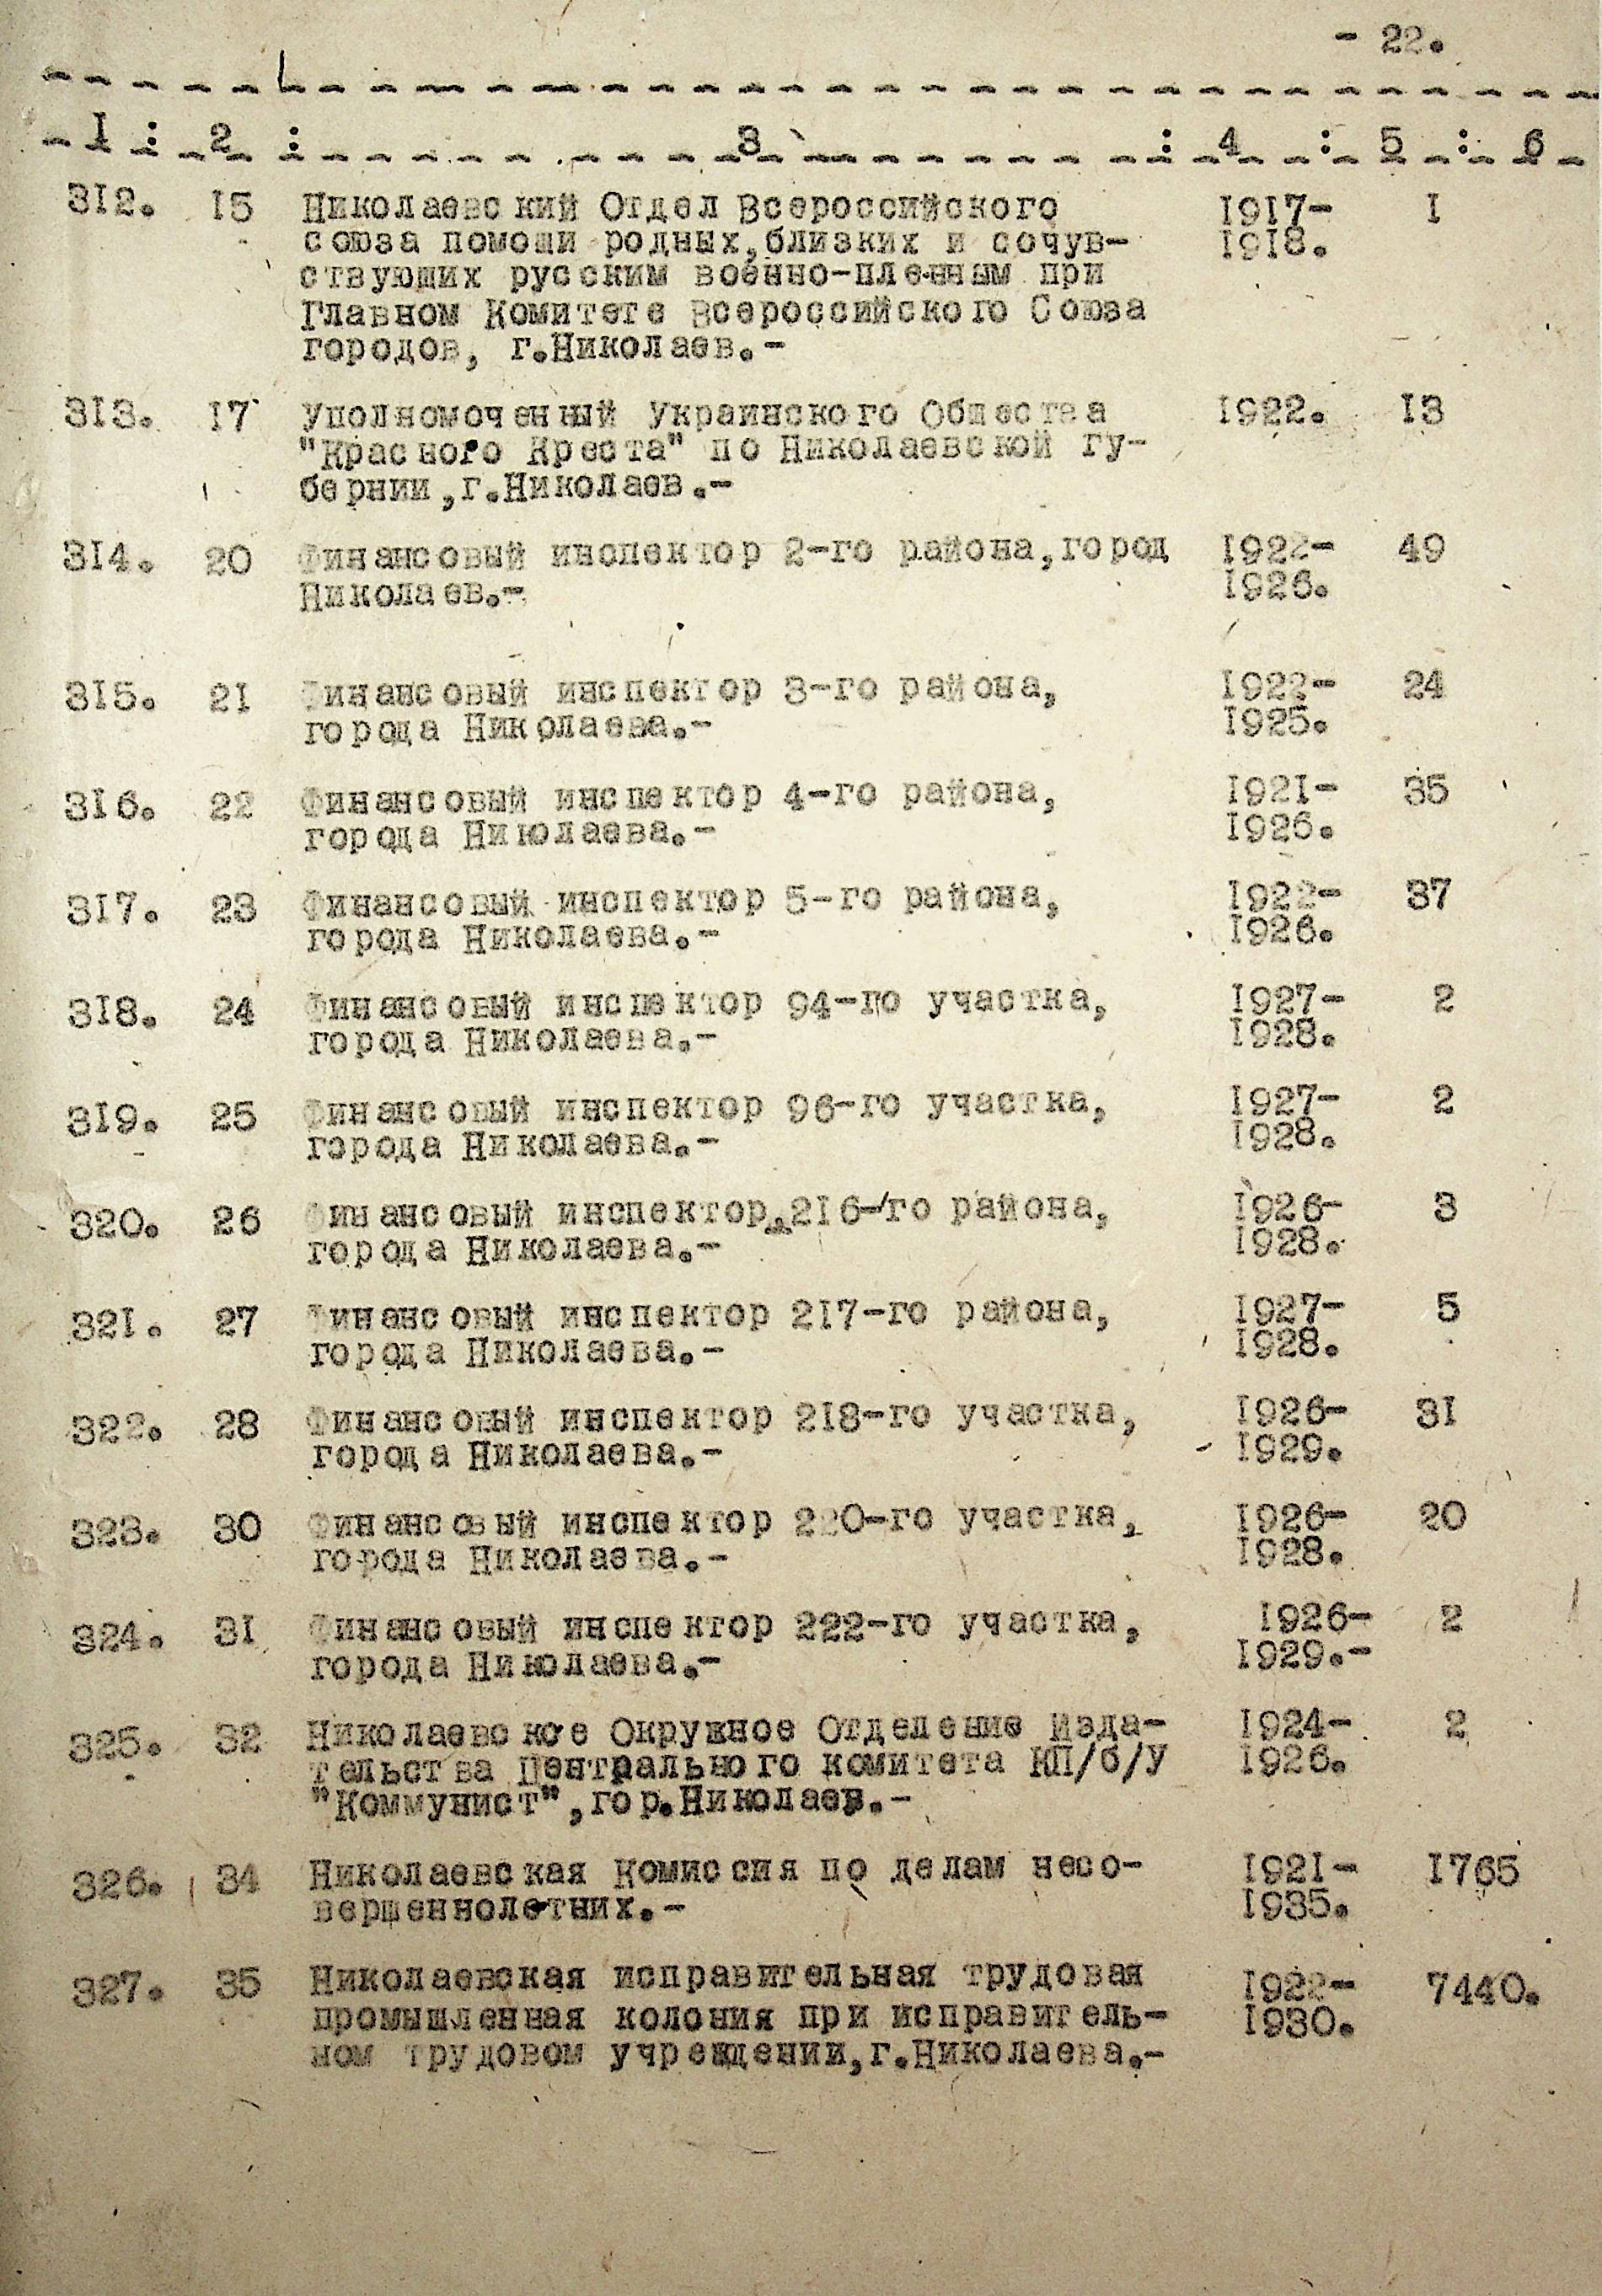 - 22.
1 : 2 : 3 : 4 : 5 : 6
312. 15 Николаевский Отдел Всероссийского 1917- 1
союза помощи родных,близких и сочув- 1918.
ствующих русским военно-пленным при
Главном Комитете Всероссийского Союза
городов, г.Николаев.-
313. 17 Уполномоченный Украинского Общества 1922. 13
"Красного Креста" по Николаевской гу-
бернии,г.Николаев.-
314. 20 Финансовый инспектор 2-го района,город 1922- 49
Николаев.- 1926.
315. 21 Финансовый инспектор 3-го района, 1922- 24
города Николаева.- 1925.
316. 22 Финансовый инспектор 4-го района, 1921- 35
города Николаева.- 1926.
317. 23 Финансовый инспектор 5-го района, 1922- 37
города Николаева.- 1926.
318. 24 Финансовый инспектор 94-го участка, 1927- 2
города Николаева.- 1928.
319. 25 Финансовый инспектор 96-го участка, 1927- 2
города Николаева.- 1928.
320. 26 Финансовый инспектор 216-го района, 1926- 3
города Николаева.- 1928.
321. 27 Финансовый инспектор 217-го района, 1927- 5
города Николаева.- 1928.
322. 28 Финансовый инспектор 218-го участка, 1926- 31
города Николаева.- 1929.
323. 30 Финансовый инспектор 220-го участка, 1926- 20
города Николаева.- 1928.
324. 31 Финансовый инспектор 222-го участка, 1926- 2
города Николаева.- 1929.-
325. 32 Николаевское Окружное Отделение Изда- 1924- 2
тельства Центрального комитета КП/б/У 1926.
"Коммунист",гор.Николаев.-
326. 34 Николаевская Комиссия по делам несо- 1921- 1765
вершеннолетних.- 1935.
327. 35 Николаевская исправительная трудовая 1922- 7440.
промышленная колония при исправитель- 1930.
ном трудовом учреждении,г.Николаева.-